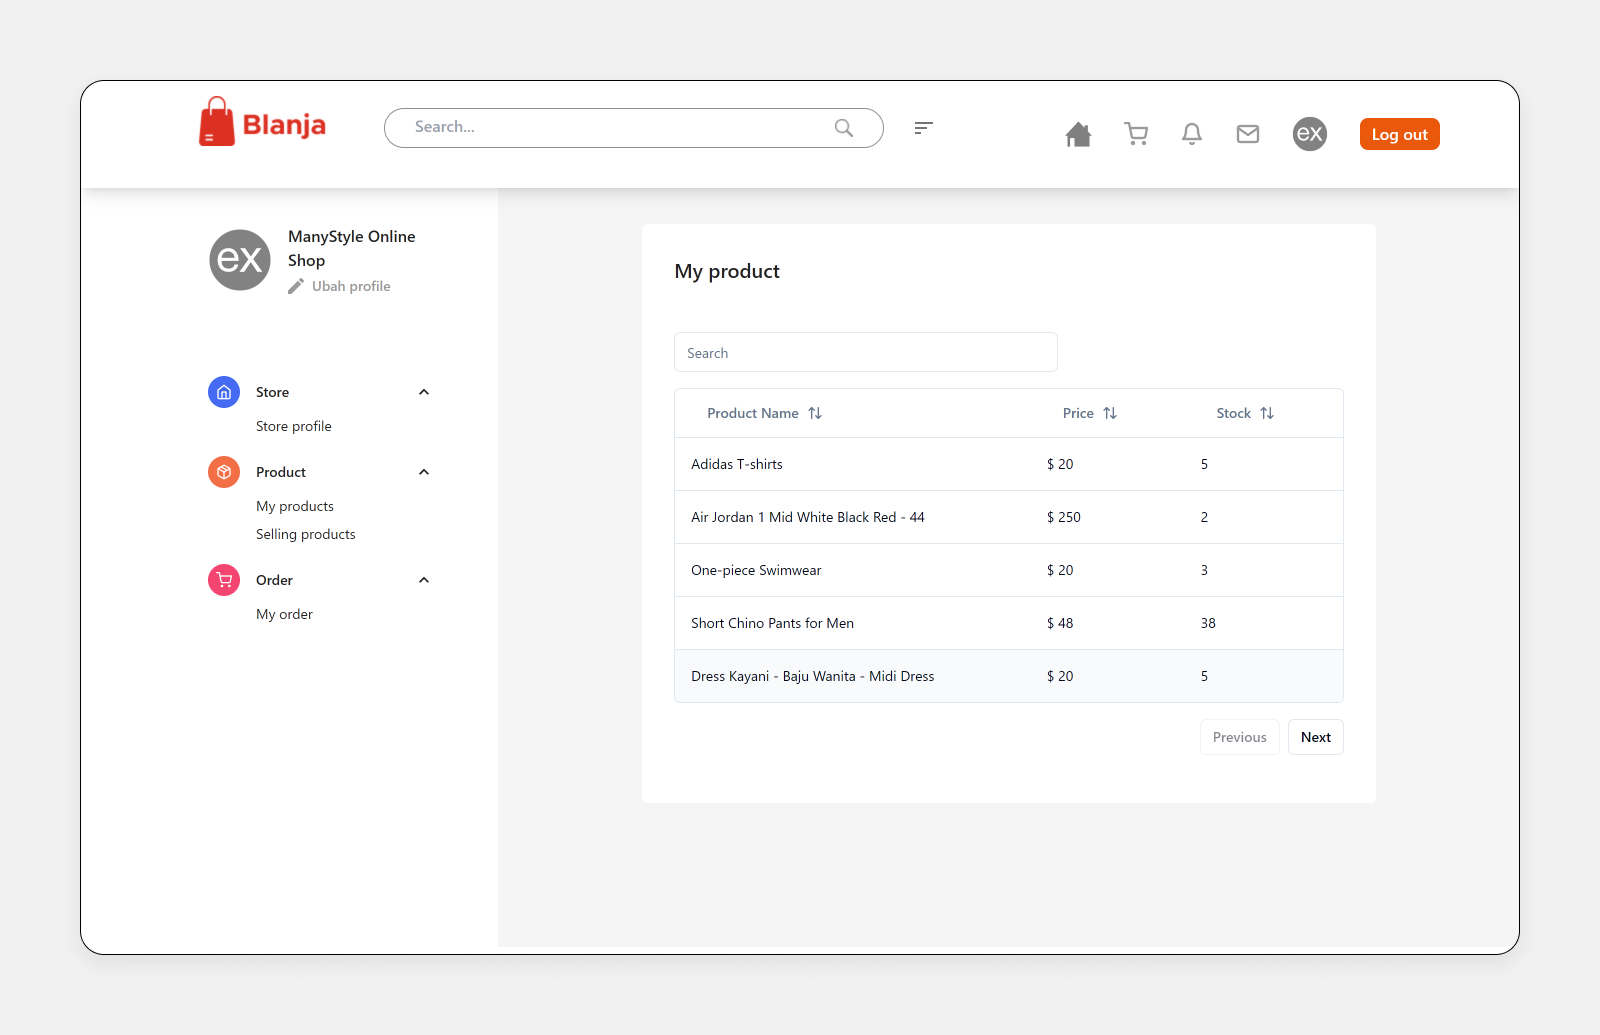 Blanja
Search...
ex
Log out
ex
ManyStyle Online
Shop
Ubah profile
Store
Store profile
Product
My products
Selling products
Order
My order
My product
Search
Product Name Price Stock
Adidas T-shirts $ 20 5
Air Jordan 1 Mid White Black Red - 44 $ 250 2
One-piece Swimwear $ 20 3
Short Chino Pants for Men $ 48 38
Dress Kayani - Baju Wanita - Midi Dress $ 20 5
Previous Next